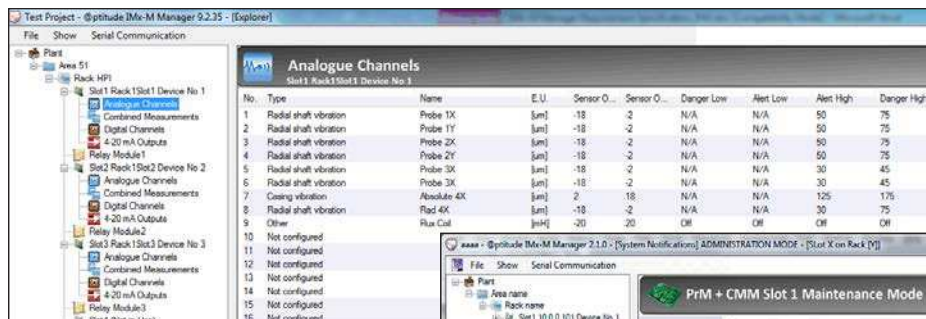 Test Project - @ptitude IMx-M Manager 9.2.35 - [Explorer]
File Show Serial Communication
Plant
Area 51
Rack HPI
Slot1 Rack1Slot1 Device No 1
Analogue Channels
Combined Measurements
Digital Channels
4-20 mA Outputs
Relay Module1
Slot2 Rack1Slot2 Device No 2
Analogue Channels
Combined Measurements
Digital Channels
4-20 mA Outputs
Relay Module2
Slot3 Rack1Slot3 Device No 3
Analogue Channels
Combined Measurements
Digital Channels
4-20 mA Outputs
Relay Module3
Analogue Channels
Slot1 Rack1Slot1 Device No 1
No. Type Name E.U. Sensor O... Sensor O... Danger Low Alert Low Alert High Danger High
1 Radial shaft vibration Probe 1X [um] -18 -2 N/A N/A 50 75
2 Radial shaft vibration Probe 1Y [um] -18 -2 N/A N/A 50 75
3 Radial shaft vibration Probe 2X [um] -18 -2 N/A N/A 50 75
4 Radial shaft vibration Probe 2Y [um] -18 -2 N/A N/A 50 75
5 Radial shaft vibration Probe 3X [um] -18 -2 N/A N/A 30 45
6 Radial shaft vibration Probe 3X [um] -18 -2 N/A N/A 30 45
7 Casing vibration Absolute 4X [um] 2 18 N/A N/A 125 175
8 Radial shaft vibration Rad 4X [um] -18 -2 N/A N/A 30 75
9 Other Flux Coil -20 20 Off Off Off Off
10 Not configured
11 Not configured
12 Not configured
13 Not configured
14 Not configured
15 Not configured
16 Not configured
aaaa - @ptitude IMx-M Manager 2.1.0 - [System Notifications] ADMINISTRATION MODE - [SLot X on Rack [Y]]
File Show Serial Communication
Plant
Area name
Rack name
PrM + CMM Slot 1 Maintenance Mode